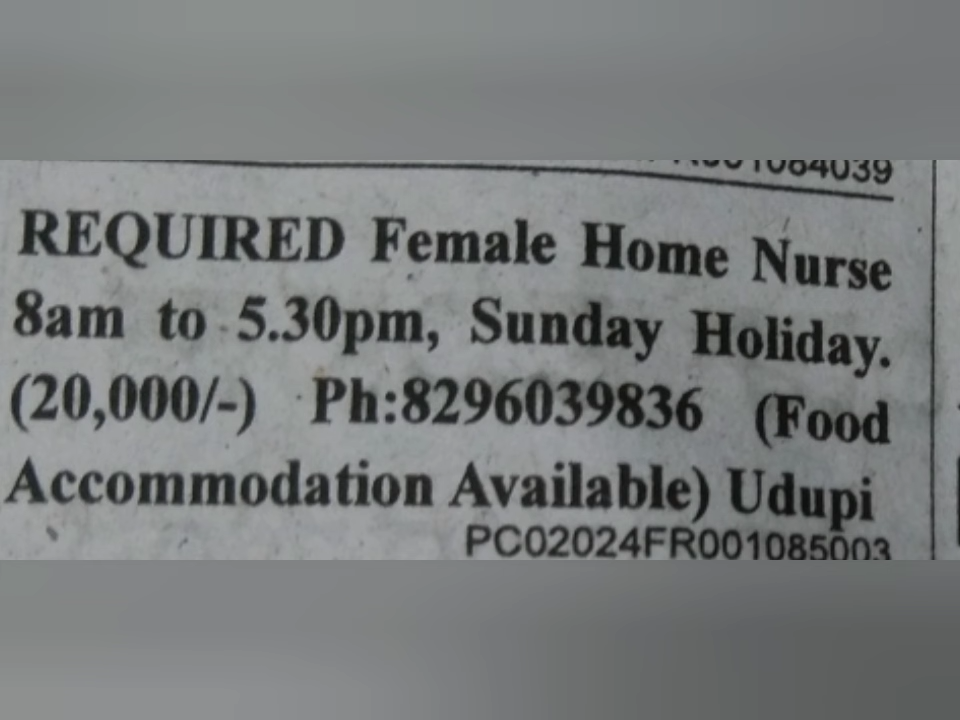 REQUIRED Female Home Nurse
8am to 5.30pm, Sunday Holiday.
(20,000/-) Ph:8296039836 (Food
Accommodation Available) Udupi
PC02024FR001085003